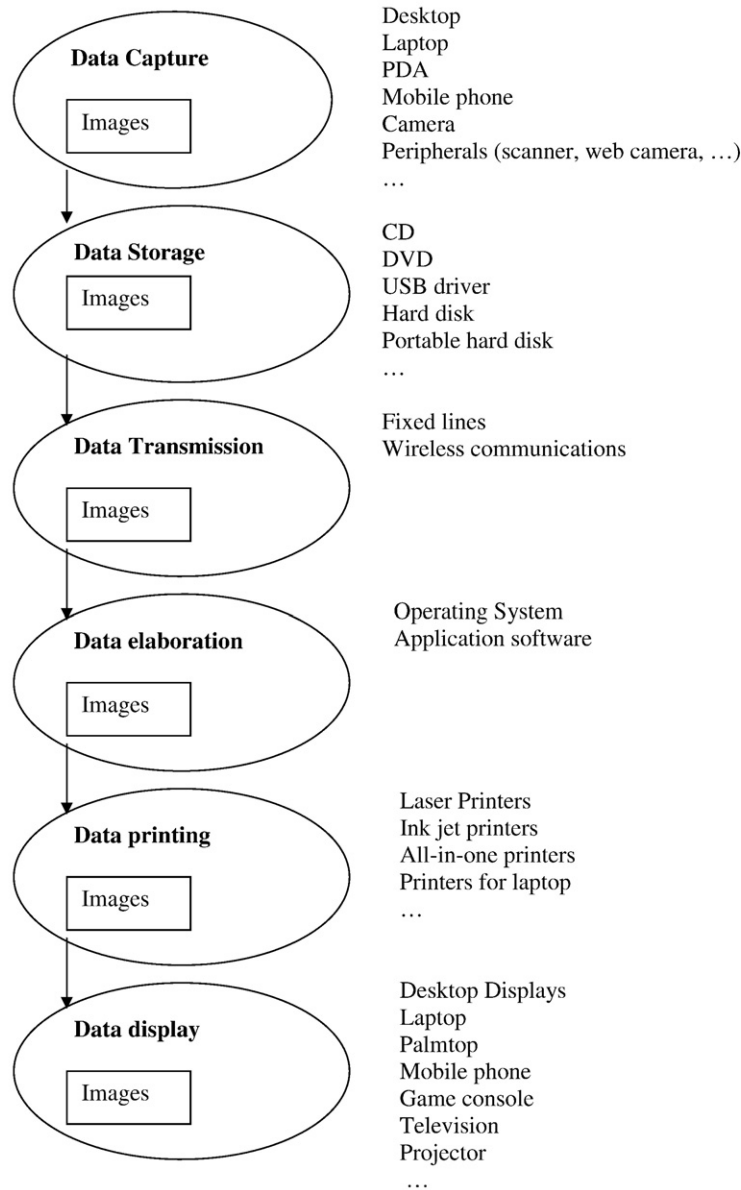 Data Capture
Images
Desktop
Laptop
PDA
Mobile phone
Camera
Peripherals (scanner, web camera, …)
…
Data Storage
Images
CD
DVD
USB driver
Hard disk
Portable hard disk
…
Data Transmission
Images
Fixed lines
Wireless communications
Data elaboration
Images
Operating System
Application software
Data printing
Images
Laser Printers
Ink jet printers
All-in-one printers
Printers for laptop
…
Data display
Images
Desktop Displays
Laptop
Palmtop
Mobile phone
Game console
Television
Projector
…